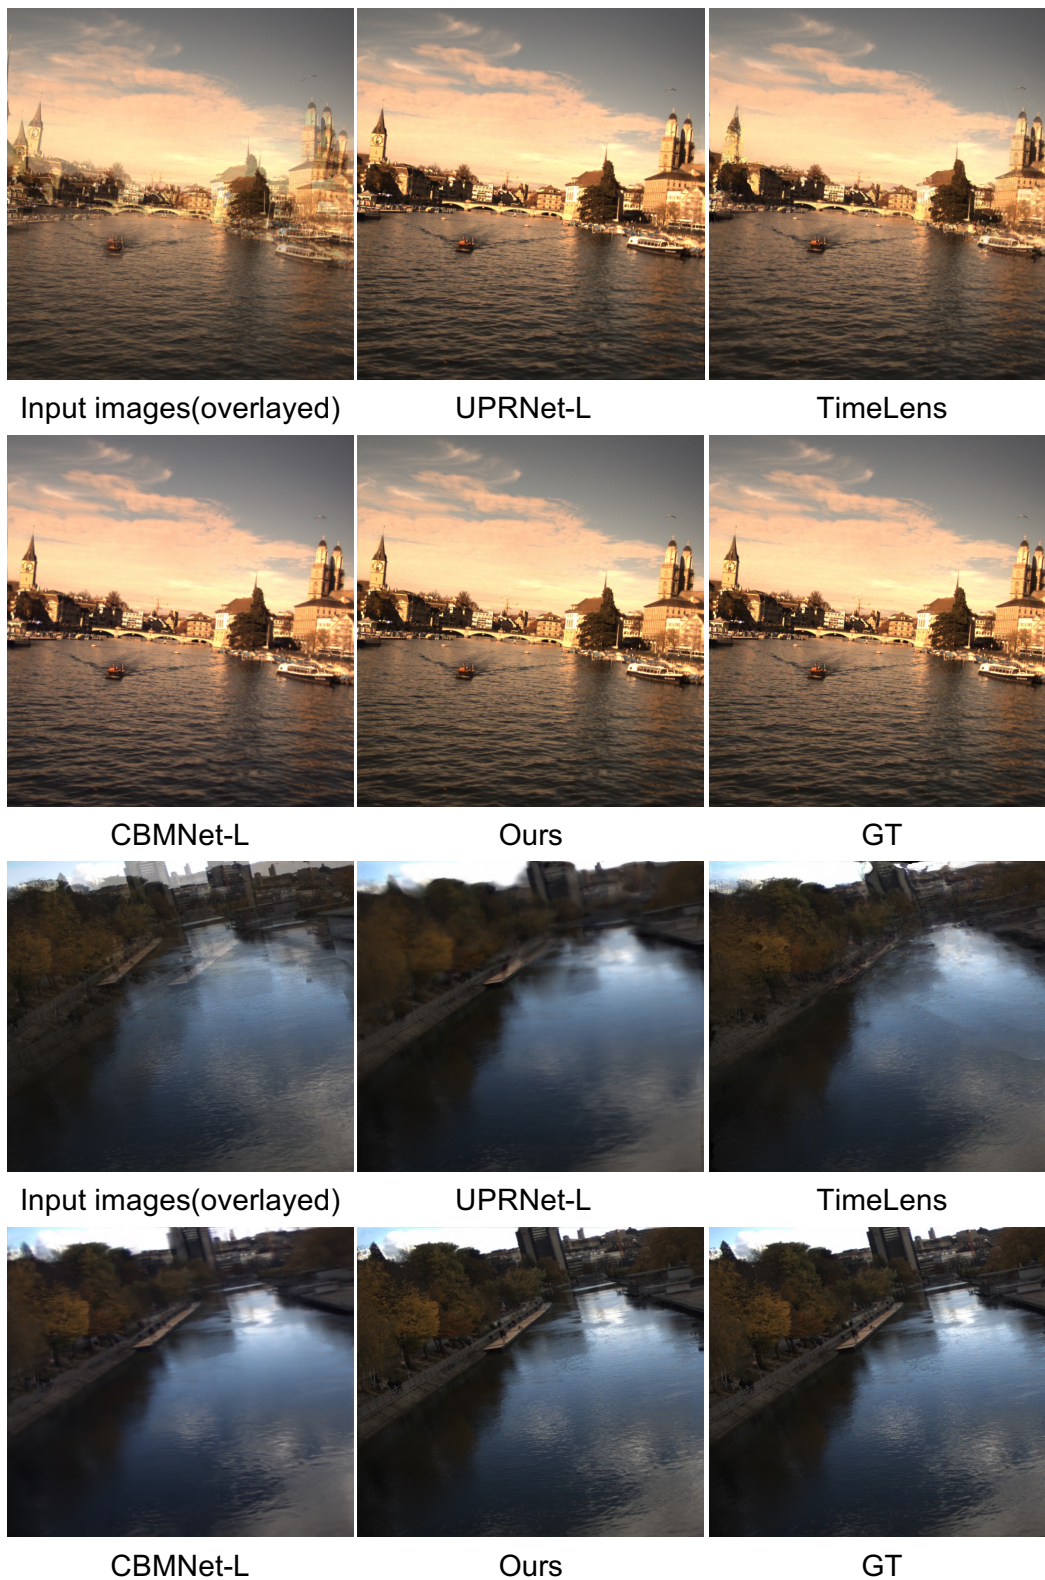 Input images(overlayed)
UPRNet-L
TimeLens
CBMNet-L
Ours
GT
Input images(overlayed)
UPRNet-L
TimeLens
CBMNet-L
Ours
GT